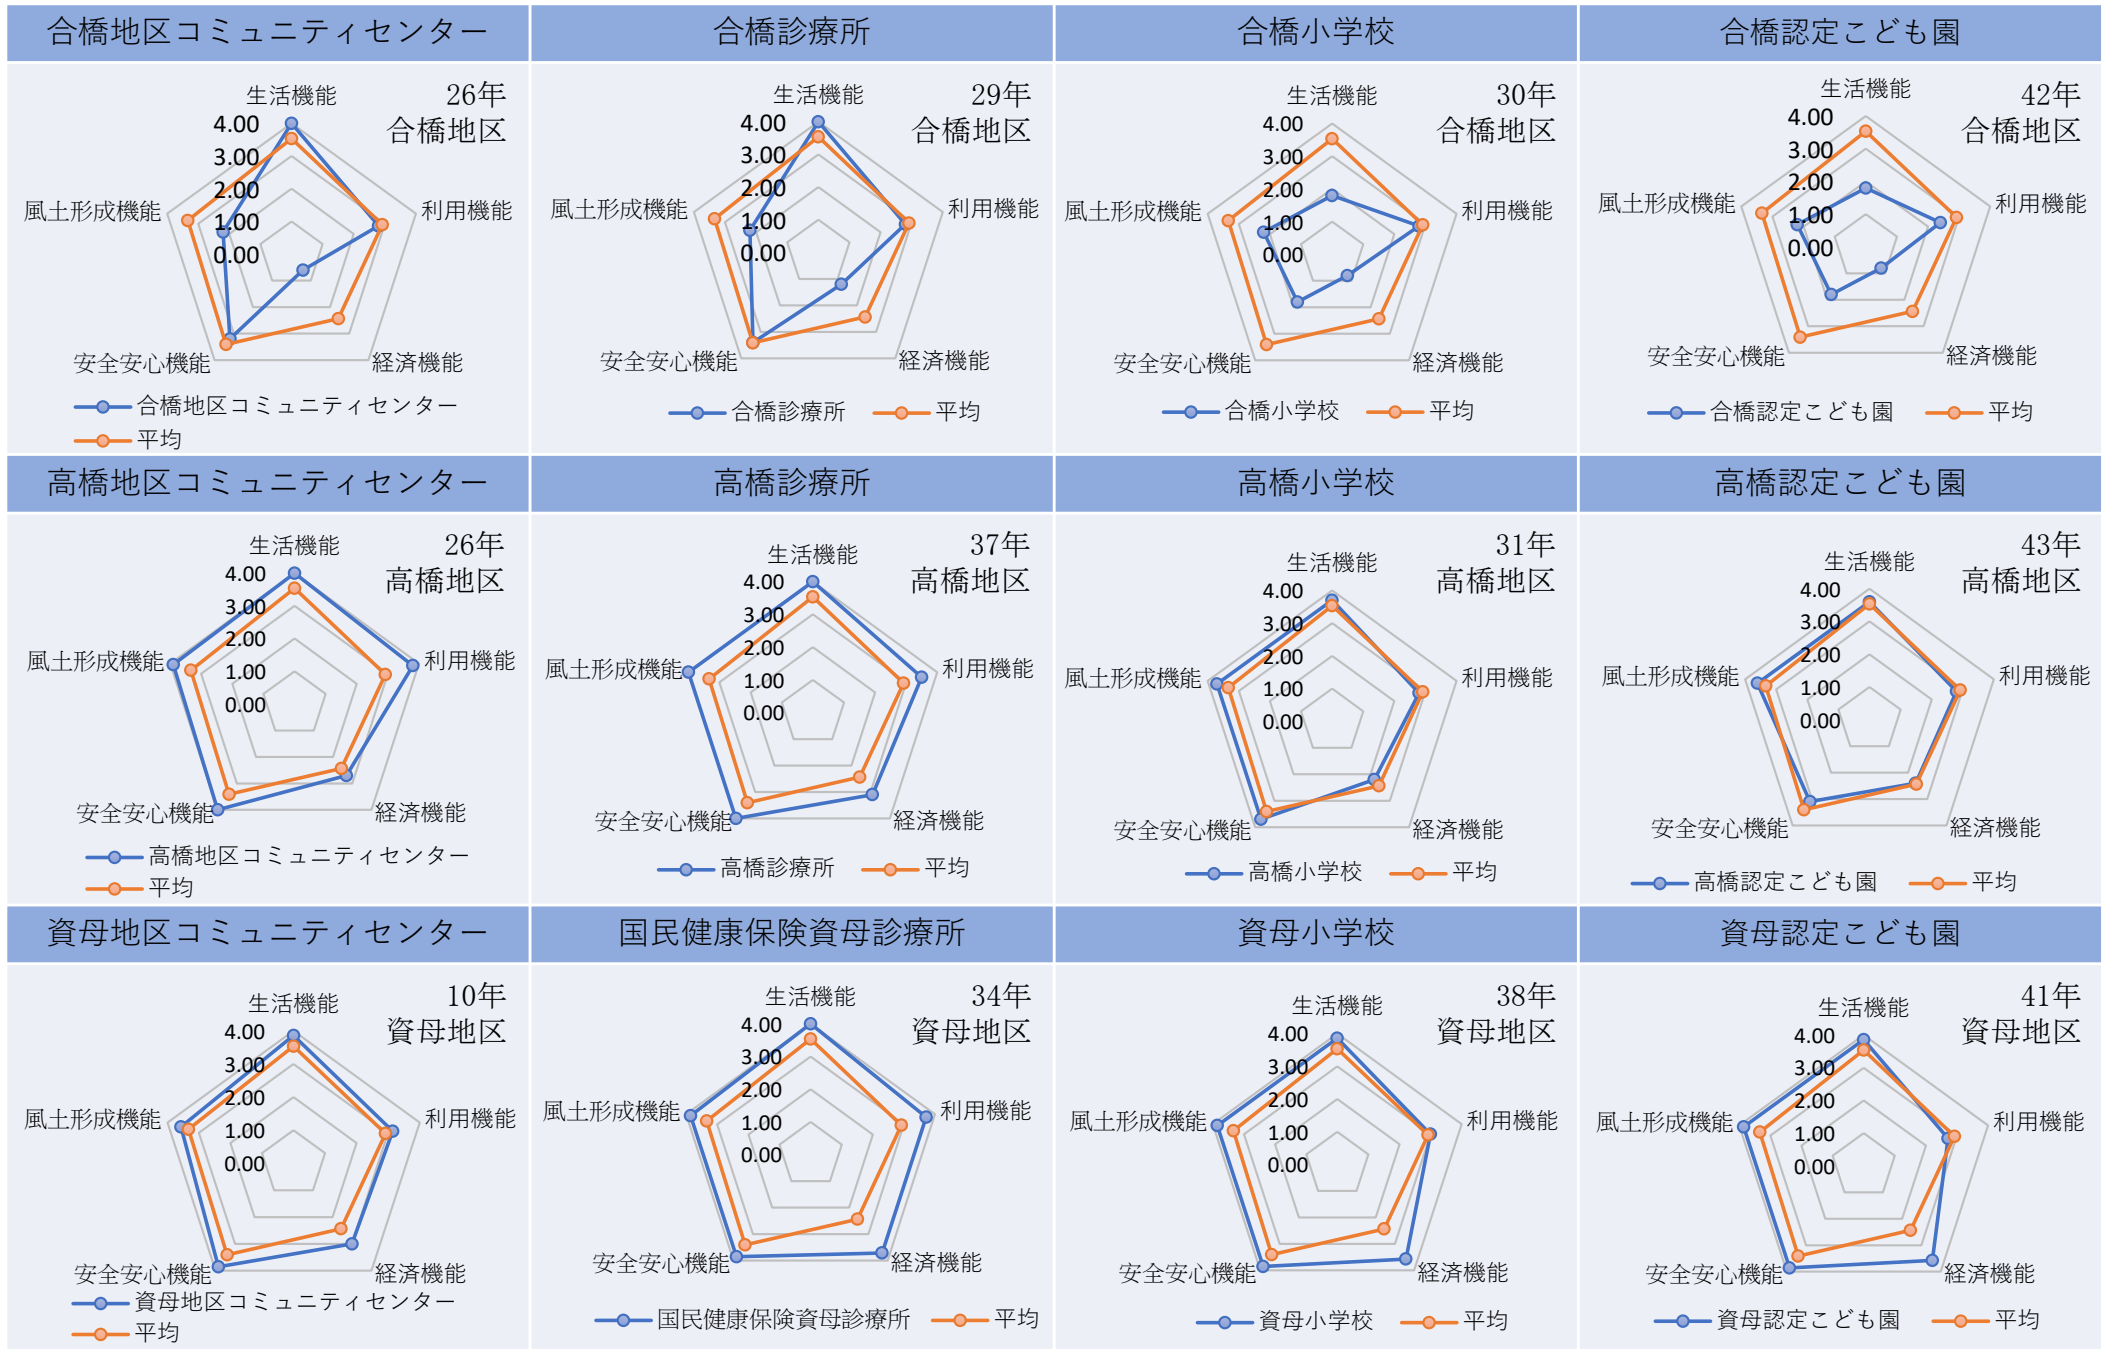 合橋地区コミュニティセンター
合橋診療所
合橋小学校
合橋認定こども園
26年
合橋地区
生活機能
4.00
3.00
2.00
1.00
0.00
利用機能
経済機能
安全安心機能
風土形成機能
合橋地区コミュニティセンター
平均
29年
合橋地区
生活機能
4.00
3.00
2.00
1.00
0.00
利用機能
経済機能
安全安心機能
風土形成機能
合橋診療所 平均
30年
合橋地区
生活機能
4.00
3.00
2.00
1.00
0.00
利用機能
経済機能
安全安心機能
風土形成機能
合橋小学校 平均
42年
合橋地区
生活機能
4.00
3.00
2.00
1.00
0.00
利用機能
経済機能
安全安心機能
風土形成機能
合橋認定こども園 平均
高橋地区コミュニティセンター
高橋診療所
高橋小学校
高橋認定こども園
26年
高橋地区
生活機能
4.00
3.00
2.00
1.00
0.00
利用機能
経済機能
安全安心機能
風土形成機能
高橋地区コミュニティセンター
平均
37年
高橋地区
生活機能
4.00
3.00
2.00
1.00
0.00
利用機能
経済機能
安全安心機能
風土形成機能
高橋診療所 平均
31年
高橋地区
生活機能
4.00
3.00
2.00
1.00
0.00
利用機能
経済機能
安全安心機能
風土形成機能
高橋小学校 平均
43年
高橋地区
生活機能
4.00
3.00
2.00
1.00
0.00
利用機能
経済機能
安全安心機能
風土形成機能
高橋認定こども園 平均
資母地区コミュニティセンター
国民健康保険資母診療所
資母小学校
資母認定こども園
10年
資母地区
生活機能
4.00
3.00
2.00
1.00
0.00
利用機能
経済機能
安全安心機能
風土形成機能
資母地区コミュニティセンター
平均
34年
資母地区
生活機能
4.00
3.00
2.00
1.00
0.00
利用機能
経済機能
安全安心機能
風土形成機能
国民健康保険資母診療所 平均
38年
資母地区
生活機能
4.00
3.00
2.00
1.00
0.00
利用機能
経済機能
安全安心機能
風土形成機能
資母小学校 平均
41年
資母地区
生活機能
4.00
3.00
2.00
1.00
0.00
利用機能
経済機能
安全安心機能
風土形成機能
資母認定こども園 平均